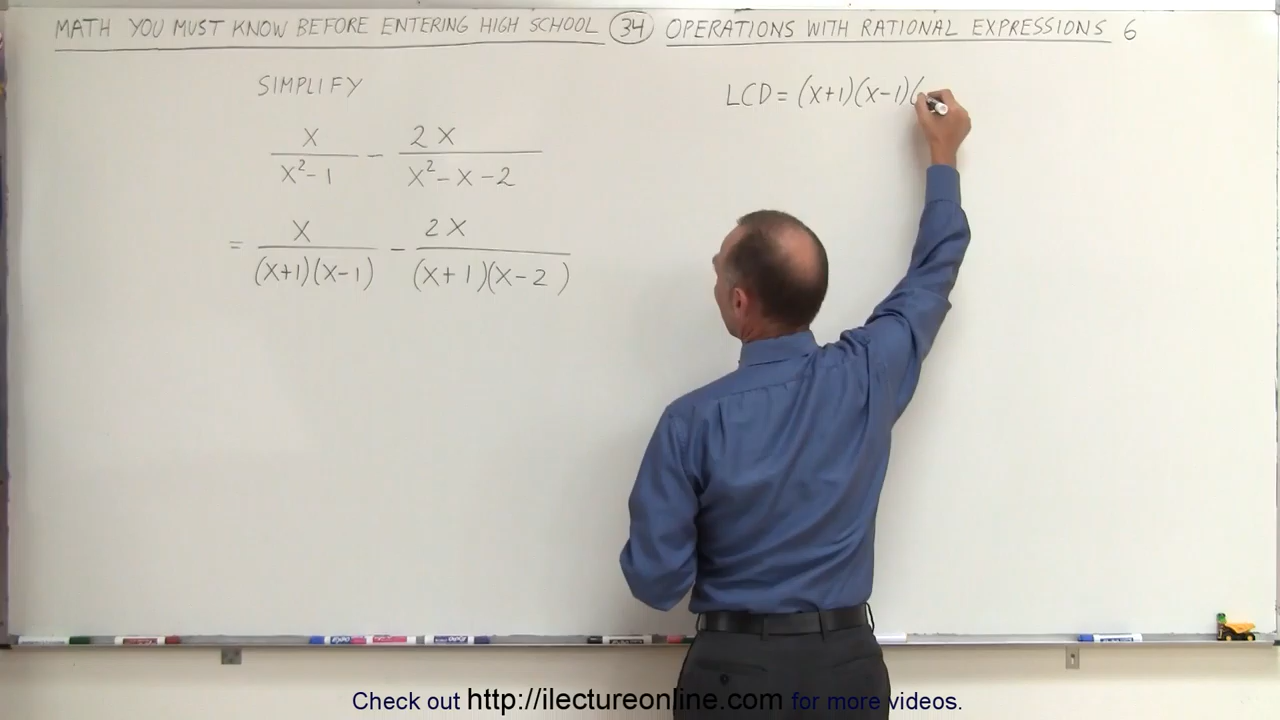 MATH YOU MUST KNOW BEFORE ENTERING HIGH SCHOOL 34 OPERATIONS WITH RATIONAL EXPRESSIONS 6
SIMPLIFY
x/(x²-1) - 2x/(x²-x-2)
= x/((x+1)(x-1)) - 2x/((x+1)(x-2))
LCD = (x+1)(x-1)(
Check out http://ilectureonline.com for more videos.